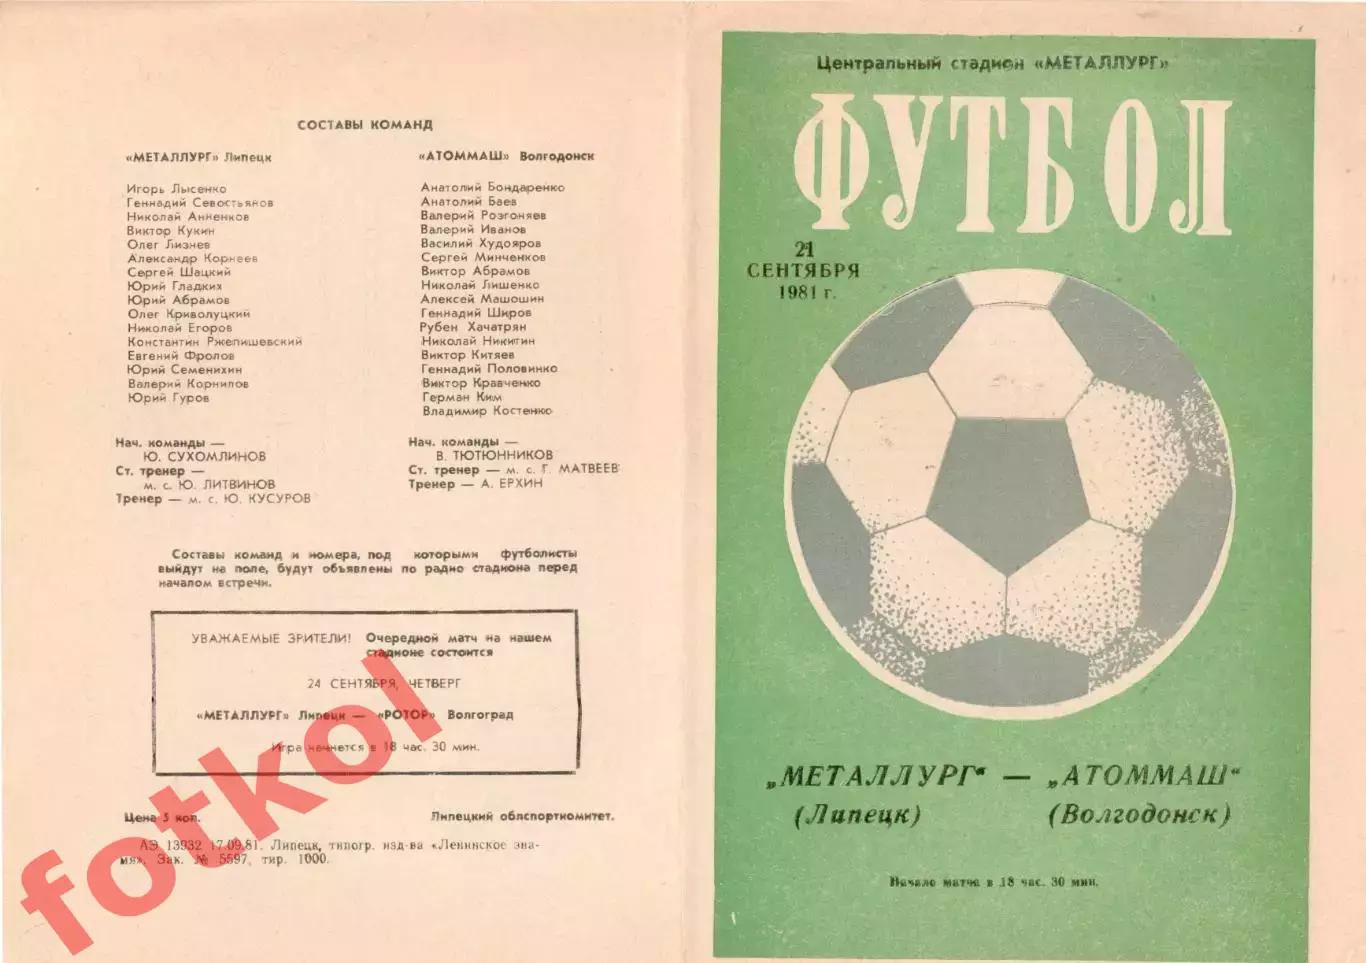 СОСТАВЫ КОМАНД
«МЕТАЛЛУРГ» Липецк
Игорь Лысенко
Геннадий Севостьянов
Николай Анненков
Виктор Кукин
Олег Лизнев
Александр Корнеев
Сергей Шацкий
Юрий Гладких
Юрий Абрамов
Олег Криволуцкий
Николай Егоров
Константин Ржепишевский
Евгений Фролов
Юрий Семенихин
Валерий Корнилов
Юрий Гуров
Нач. команды —
Ю. СУХОМЛИНОВ
Ст. тренер —
м. с. Ю. ЛИТВИНОВ
Тренер — м. с. Ю. КУСУРОВ
«АТОММАШ» Волгодонск
Анатолий Бондаренко
Анатолий Баев
Валерий Розгоняев
Валерий Иванов
Василий Худояров
Сергей Минченков
Виктор Абрамов
Николай Лишенко
Алексей Машошин
Геннадий Широв
Рубен Хачатрян
Николай Никитин
Виктор Китяев
Геннадий Половинко
Виктор Кравченко
Герман Ким
Владимир Костенко
Нач. команды —
В. ТЮТЮННИКОВ
Ст. тренер — м. с. Г. МАТВЕЕВ
Тренер — А. ЕРХИН
Составы команд и номера, под которыми футболисты
выйдут на поле, будут объявлены по радио стадиона перед
началом встречи.
УВАЖАЕМЫЕ ЗРИТЕЛИ! Очередной матч на нашем
стадионе состоится
24 СЕНТЯБРЯ, ЧЕТВЕРГ
«МЕТАЛЛУРГ» Липецк — «РОТОР» Волгоград
Игра начнется в 18 час. 30 мин.
Цена 5 коп.
Липецкий облспорткомитет.
АЭ 13932 17.09.81. Липецк, типогр. изд-ва «Ленинское зна-
мя». Зак. № 5597, тир. 1000.
fotkol
Центральный стадион «МЕТАЛЛУРГ»
ФУТБОЛ
21
СЕНТЯБРЯ
1981 г.
„МЕТАЛЛУРГ“ — „АТОММАШ“
(Липецк) (Волгодонск)
Начало матча в 18 час. 30 мин.